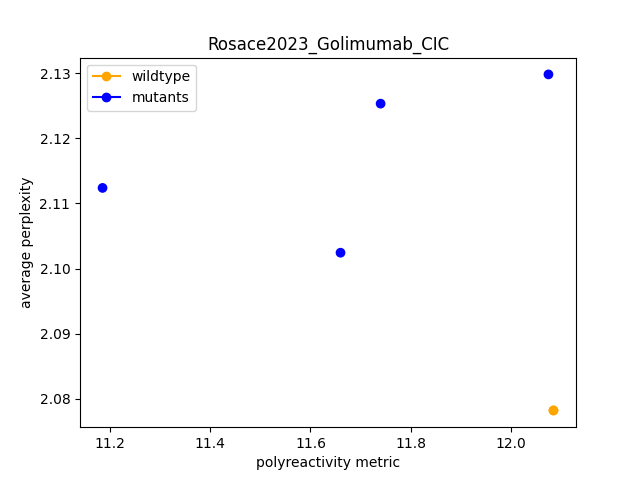 Rosace2023_Golimumab_CIC
wildtype
mutants
2.13
2.12
2.11
2.10
2.09
2.08
average perplexity
11.2 11.4 11.6 11.8 12.0
polyreactivity metric